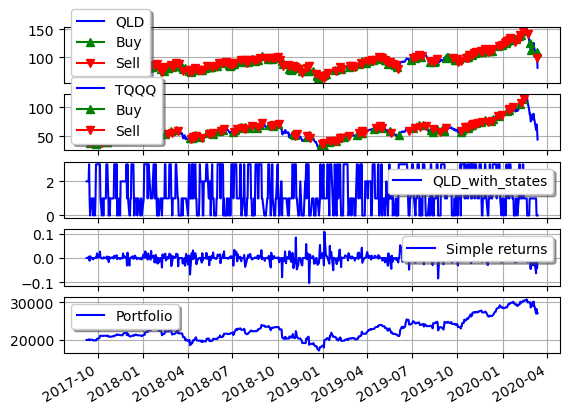 150
QLD
Buy
100
Sell
TQQQ
100
Buy
50
Sell
2
QLD_with_states
0
0.1
Simple returns
0.0
−0.1
30000
Portfolio
20000
2017-10
2018-01
2018-04
2018-07
2018-10
2019-01
2019-04
2019-07
2019-10
2020-01
2020-04